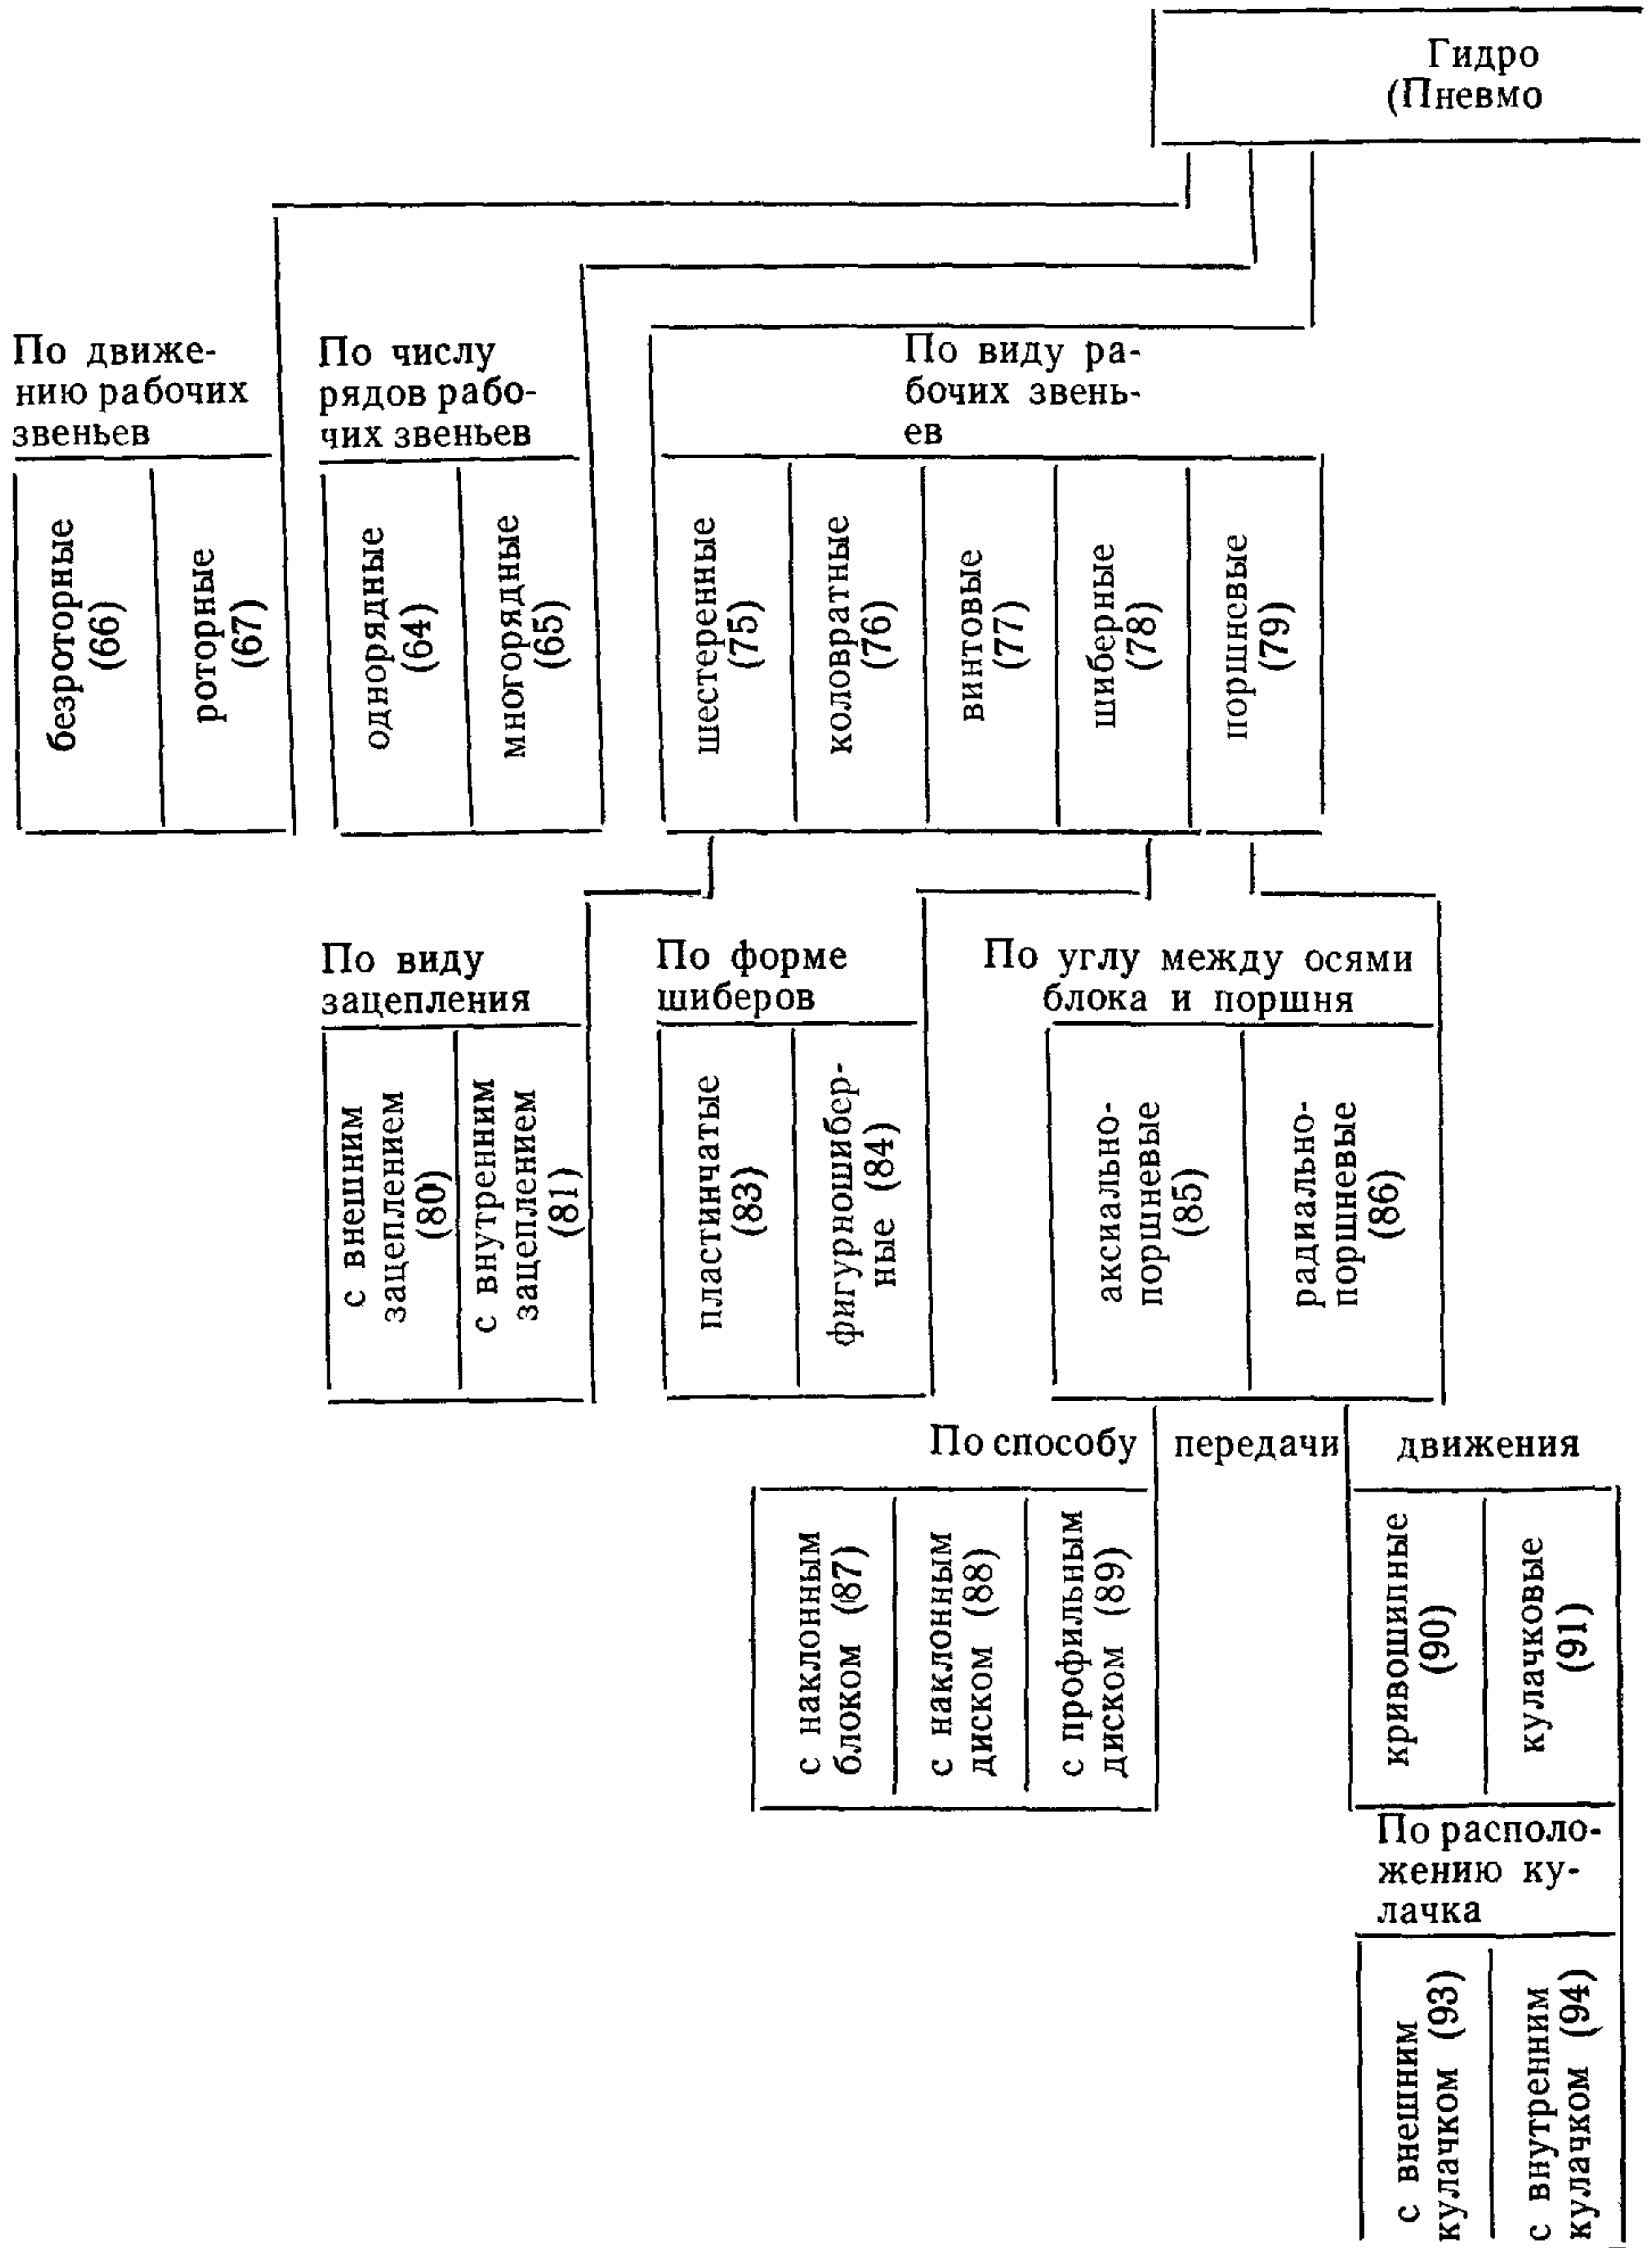 Гидро
(Пневмо
По движе-
нию рабочих
звеньев
безроторные
(66)
роторные
(67)
По числу
рядов рабо-
чих звеньев
однорядные
(64)
многорядные
(65)
По виду ра-
бочих звень-
ев
шестеренные
(75)
коловратные
(76)
винтовые
(77)
шиберные
(78)
поршневые
(79)
По виду
зацепления
с внешним
зацеплением
(80)
с внутренним
зацеплением
(81)
По форме
шиберов
пластинчатые
(83)
фигурношибер-
ные (84)
По углу между осями
блока и поршня
аксиально-
поршневые
(85)
радиально-
поршневые
(86)
По способу передачи движения
с наклонным
блоком (87)
с наклонным
диском (88)
с профильным
диском (89)
кривошипные
(90)
кулачковые
(91)
По располо-
жению ку-
лачка
с внешним
кулачком (93)
с внутренним
кулачком (94)